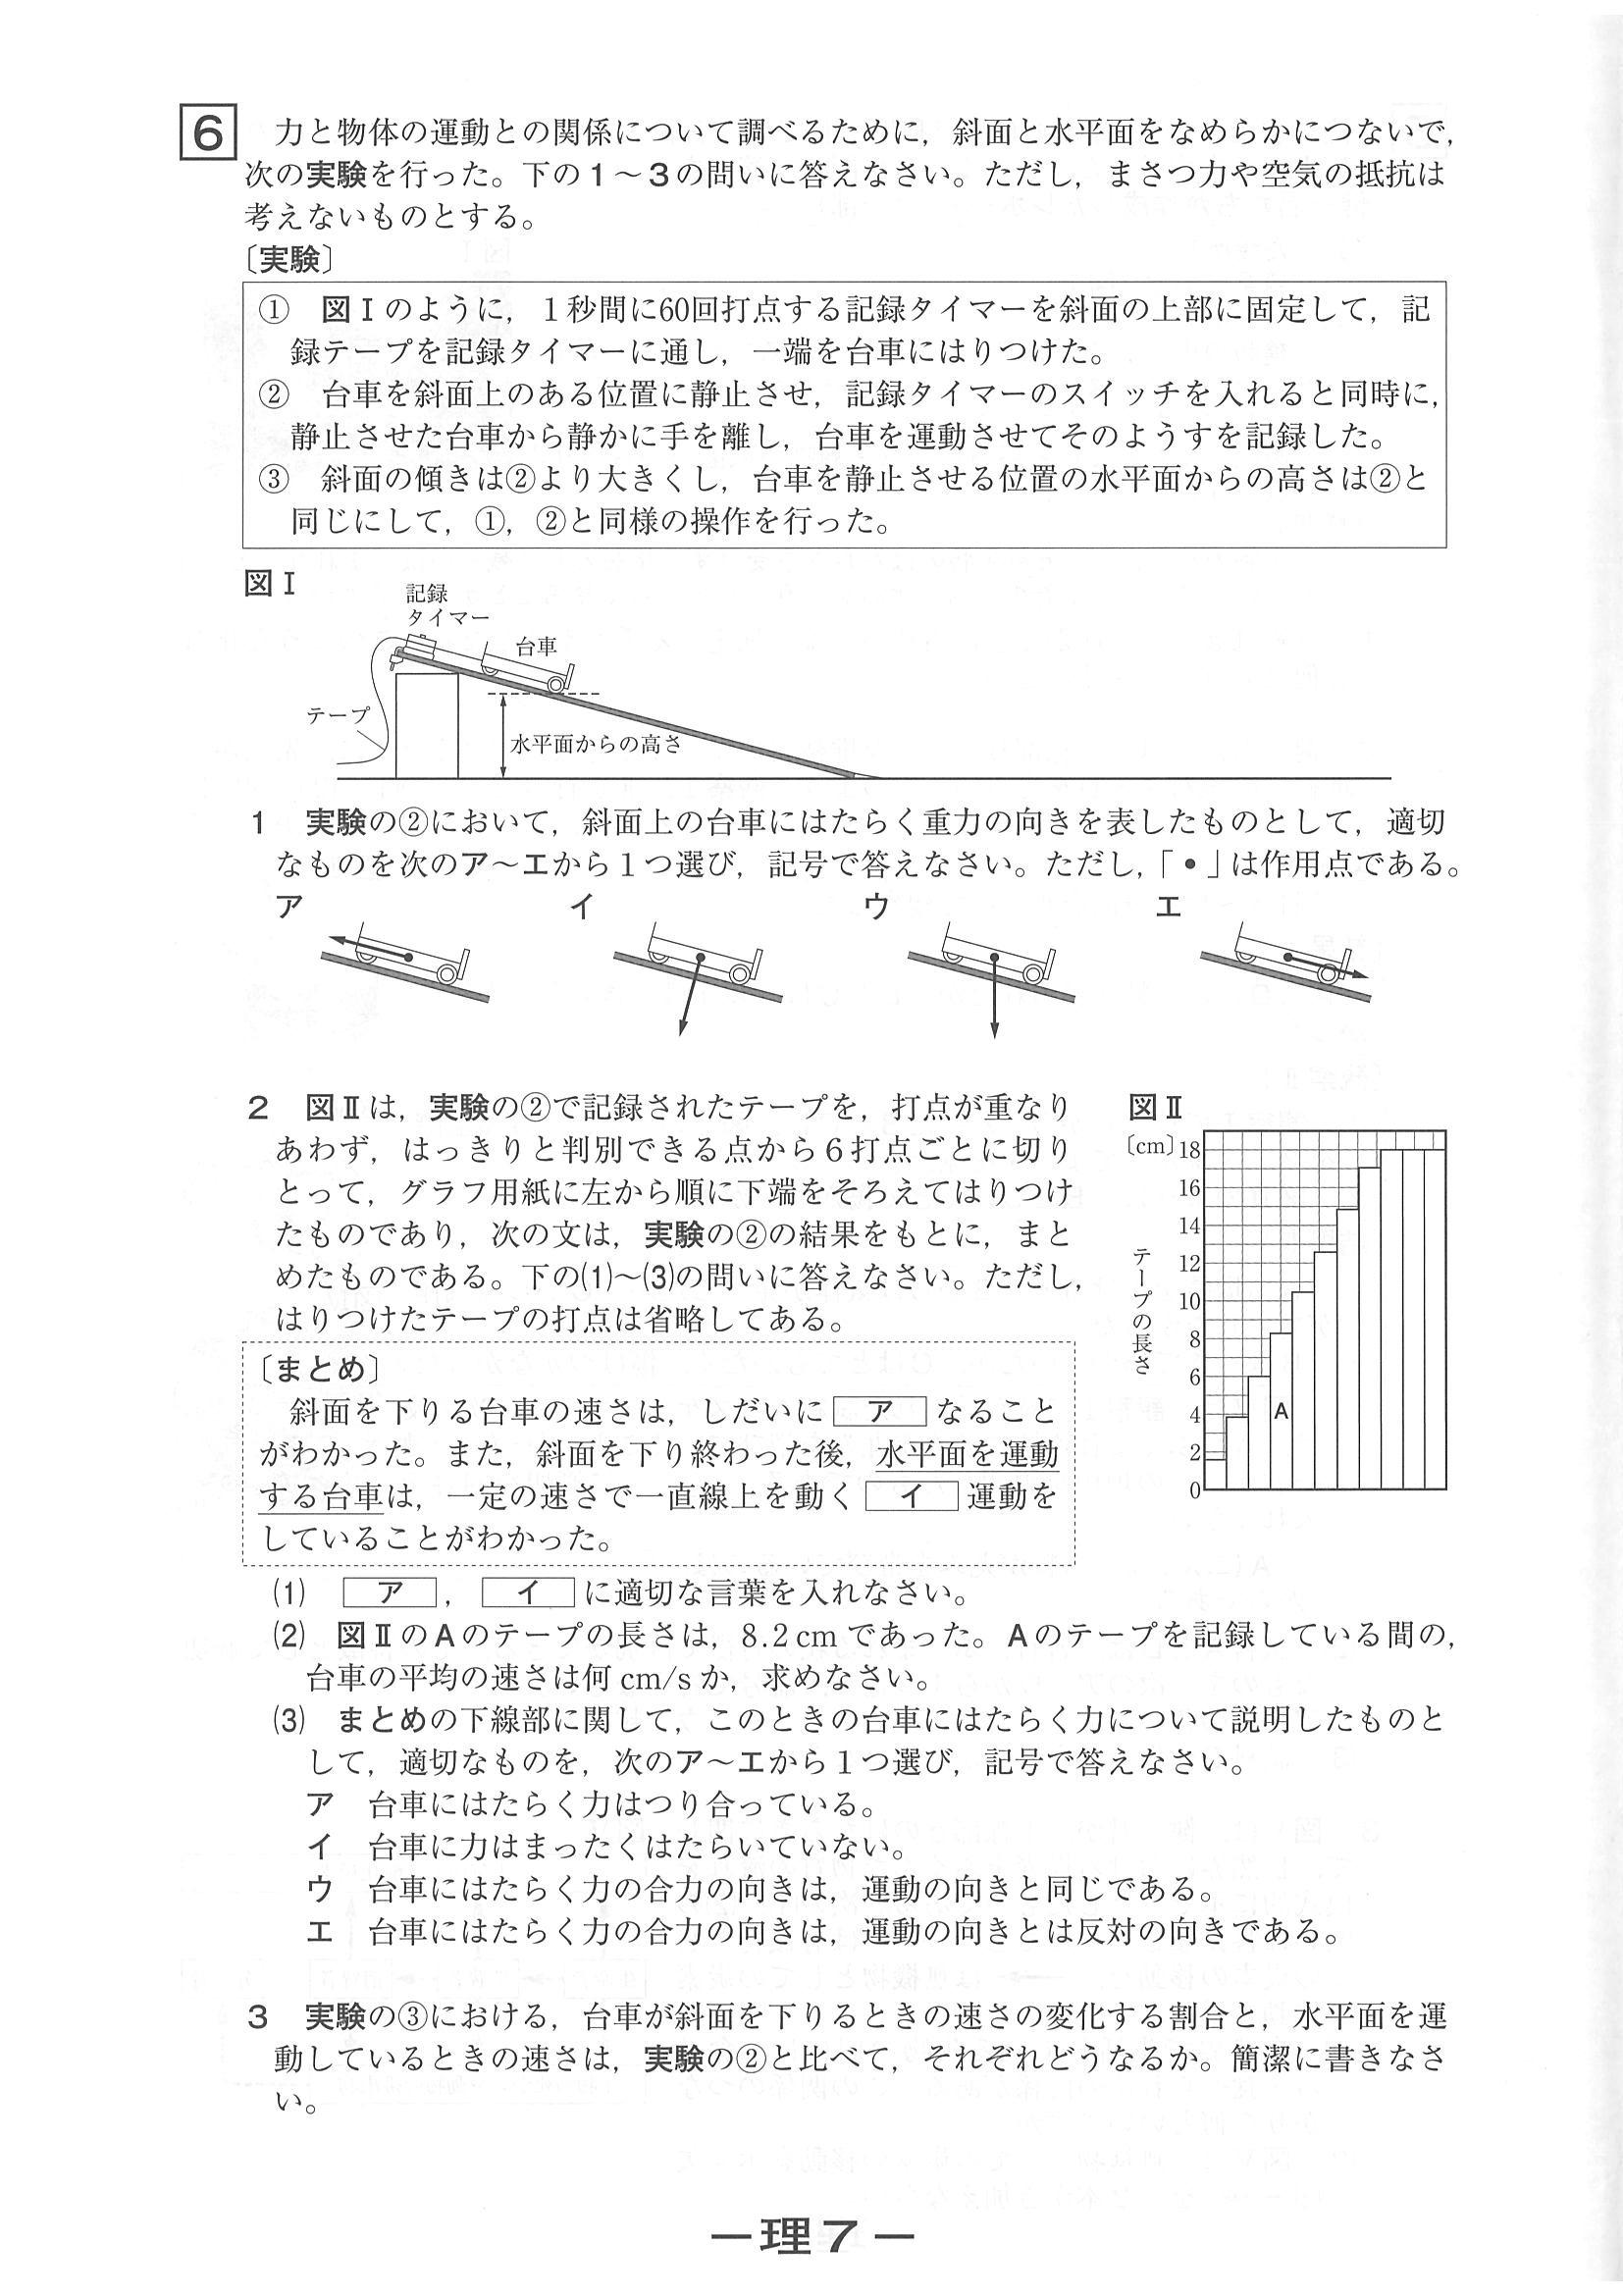 6
力と物体の運動との関係について調べるために，斜面と水平面をなめらかにつないで，
次の実験を行った。下の１～３の問いに答えなさい。ただし，まさつ力や空気の抵抗は
考えないものとする。
〔実験〕
①　図Ⅰのように，１秒間に60回打点する記録タイマーを斜面の上部に固定して，記
録テープを記録タイマーに通し，一端を台車にはりつけた。
②　台車を斜面上のある位置に静止させ，記録タイマーのスイッチを入れると同時に，
静止させた台車から静かに手を離し，台車を運動させてそのようすを記録した。
③　斜面の傾きは②より大きくし，台車を静止させる位置の水平面からの高さは②と
同じにして，①，②と同様の操作を行った。
図Ⅰ
記録
タイマー
台車
テープ
水平面からの高さ
１　実験の②において，斜面上の台車にはたらく重力の向きを表したものとして，適切
なものを次のア～エから１つ選び，記号で答えなさい。ただし，「・」は作用点である。
ア　イ　ウ　エ
２　図Ⅱは，実験の②で記録されたテープを，打点が重なり
あわず，はっきりと判別できる点から６打点ごとに切り
とって，グラフ用紙に左から順に下端をそろえてはりつけ
たものであり，次の文は，実験の②の結果をもとに，まと
めたものである。下の⑴～⑶の問いに答えなさい。ただし，
はりつけたテープの打点は省略してある。
図Ⅱ
〔cm〕
18
16
14
12
10
8
6
4
2
0
テープの長さ
A
〔まとめ〕
斜面を下りる台車の速さは，しだいに ア なること
がわかった。また，斜面を下り終わった後，水平面を運動
する台車は，一定の速さで一直線上を動く イ 運動を
していることがわかった。
⑴　ア ， イ に適切な言葉を入れなさい。
⑵　図ⅡのAのテープの長さは，8.2 cm であった。Aのテープを記録している間の，
台車の平均の速さは何 cm/s か，求めなさい。
⑶　まとめの下線部に関して，このときの台車にはたらく力について説明したものと
して，適切なものを，次のア～エから１つ選び，記号で答えなさい。
ア　台車にはたらく力はつり合っている。
イ　台車に力はまったくはたらいていない。
ウ　台車にはたらく力の合力の向きは，運動の向きと同じである。
エ　台車にはたらく力の合力の向きは，運動の向きとは反対の向きである。
３　実験の③における，台車が斜面を下りるときの速さの変化する割合と，水平面を運
動しているときの速さは，実験の②と比べて，それぞれどうなるか。簡潔に書きなさ
い。
―理７―